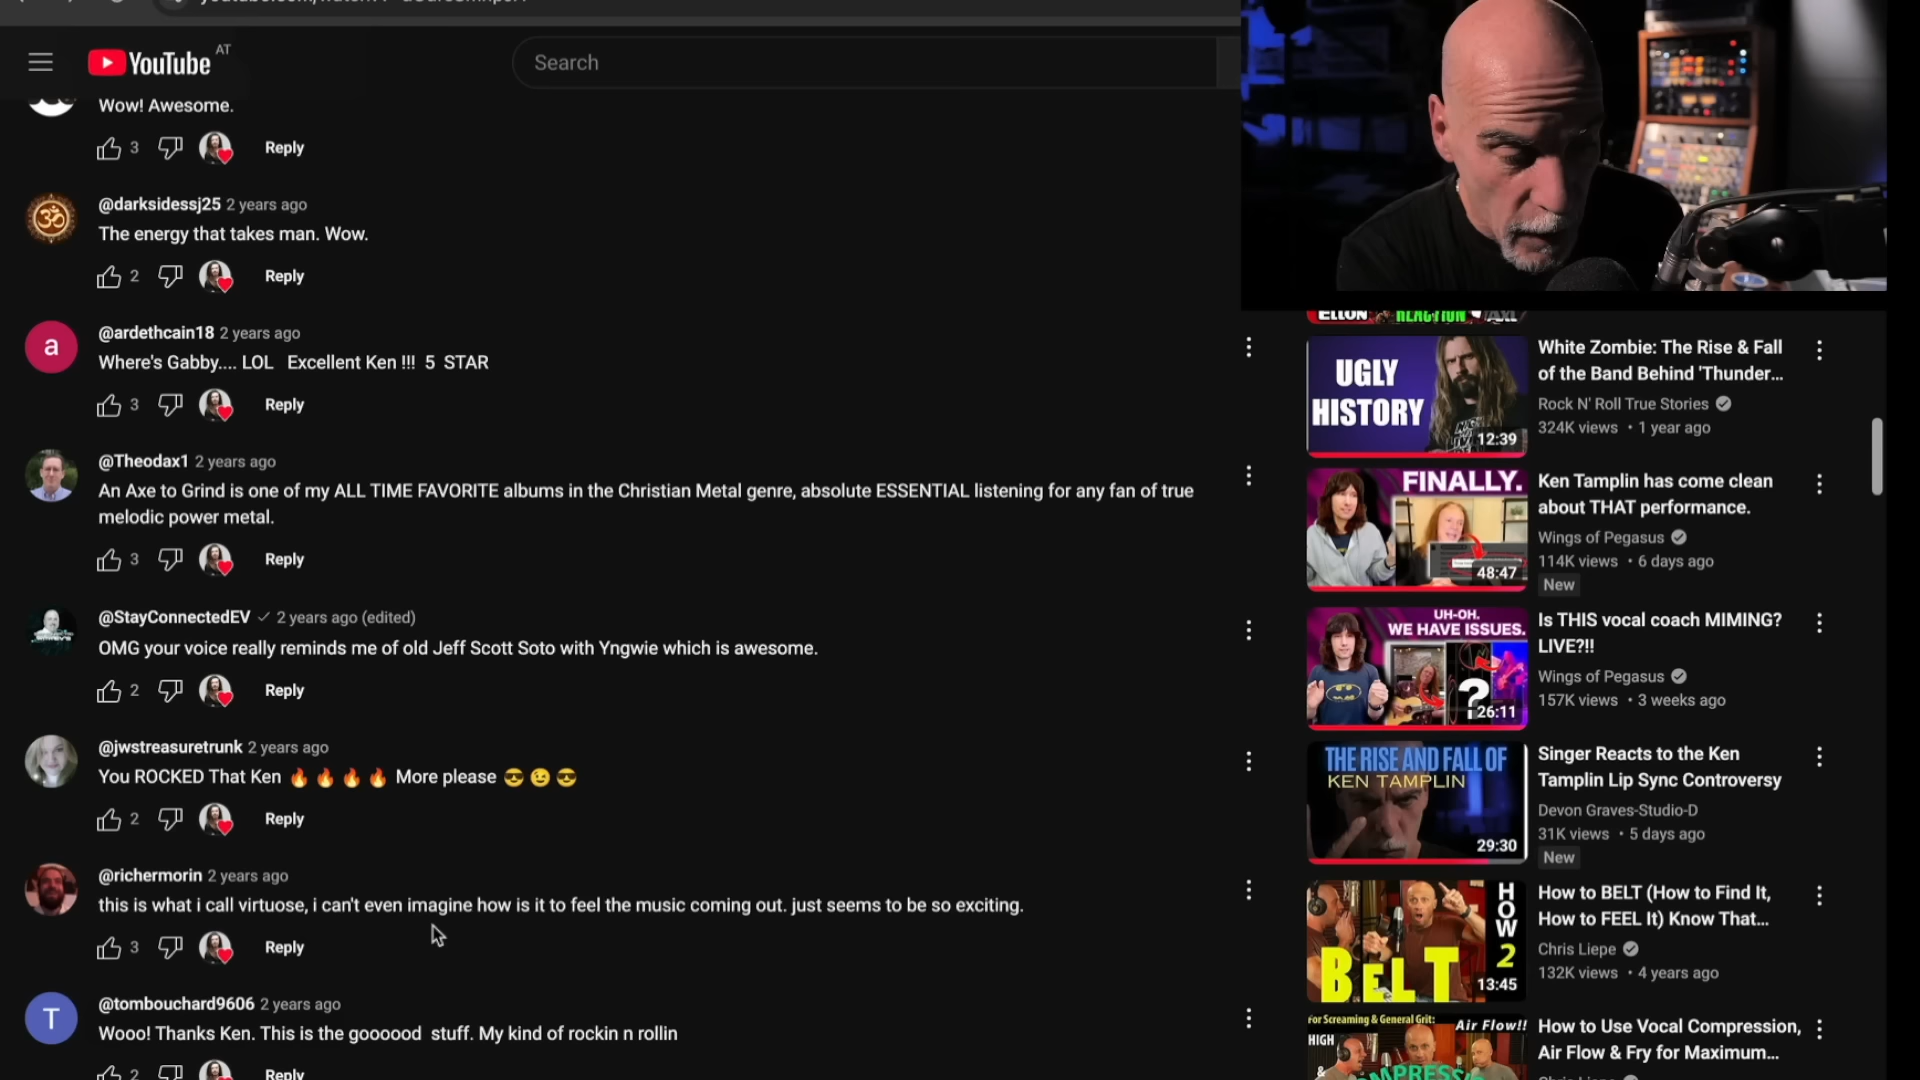 YouTube AT
Search
Wow! Awesome.
3 Reply
@darksidessj25 2 years ago
The energy that takes man. Wow.
2 Reply
@ardethcain18 2 years ago
Where's Gabby.... LOL Excellent Ken !!! 5 STAR
3 Reply
@Theodax1 2 years ago
An Axe to Grind is one of my ALL TIME FAVORITE albums in the Christian Metal genre, absolute ESSENTIAL listening for any fan of true
melodic power metal.
3 Reply
@StayConnectedEV 2 years ago (edited)
OMG your voice really reminds me of old Jeff Scott Soto with Yngwie which is awesome.
2 Reply
@jwstreasuretrunk 2 years ago
You ROCKED That Ken 🔥🔥🔥🔥 More please 😎😉😎
2 Reply
@richermorin 2 years ago
this is what i call virtuose, i can't even imagine how is it to feel the music coming out. just seems to be so exciting.
3 Reply
T
@tombouchard9606 2 years ago
Wooo! Thanks Ken. This is the goooood stuff. My kind of rockin n rollin
2 Reply
a
REACTION
UGLY
HISTORY
12:39
White Zombie: The Rise & Fall
of the Band Behind 'Thunder...
Rock N' Roll True Stories
324K views • 1 year ago
FINALLY.
48:47
Ken Tamplin has come clean
about THAT performance.
Wings of Pegasus
114K views • 6 days ago
New
UH-OH.
WE HAVE ISSUES.
?
26:11
Is THIS vocal coach MIMING?
LIVE?!!
Wings of Pegasus
157K views • 3 weeks ago
THE RISE AND FALL OF
KEN TAMPLIN
29:30
Singer Reacts to the Ken
Tamplin Lip Sync Controversy
Devon Graves-Studio-D
31K views • 5 days ago
New
HOW
2
BELT
13:45
How to BELT (How to Find It,
How to FEEL It) Know That...
Chris Liepe
132K views • 4 years ago
For Screaming & General Grit:
Air Flow!!
HIGH
&
How to Use Vocal Compression,
Air Flow & Fry for Maximum...